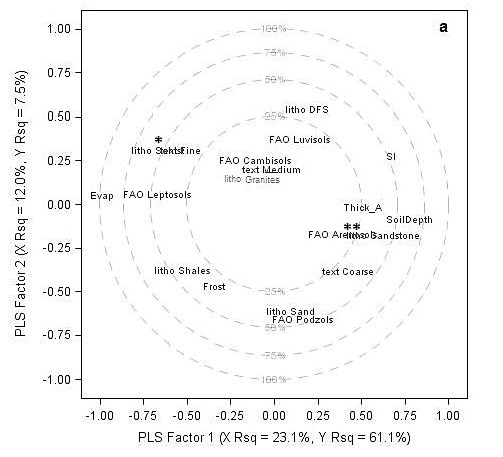 a
1.00
100%
75%
0.75
50%
litho DFS
0.50
25%
*
FAO Luvisols
text Fine
SI
0.25
FAO Cambisols
text Medium
litho Granites
Evap
FAO Leptosols
0.00
Thick_A
SoilDepth
**
FAO Arenosols
litho Sandstone
-0.25
litho Shales
text Coarse
Frost
-0.50
25%
litho Sand
FAO Podzols
50%
-0.75
75%
-1.00
100%
-1.00 -0.75 -0.50 -0.25 0.00 0.25 0.50 0.75 1.00
PLS Factor 1 (X Rsq = 23.1%, Y Rsq = 61.1%)
PLS Factor 2 (X Rsq = 12.0%, Y Rsq = 7.5%)